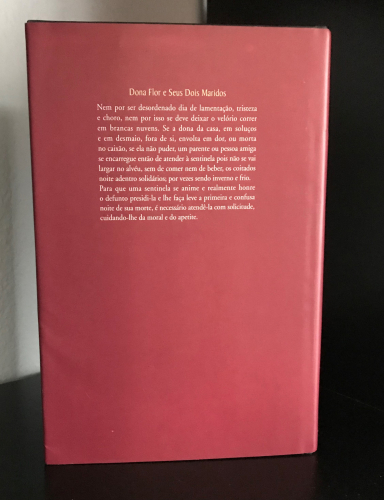 Dona Flor e Seus Dois Maridos
Nem por ser desordenado dia de lamentação, tristeza
e choro, nem por isso se deve deixar o velório correr
em brancas nuvens. Se a dona da casa, em soluços
e em desmaio, fora de si, envolta em dor, ou morta
no caixão, se ela não puder, um parente ou pessoa amiga
se encarregue então de atender à sentinela pois não se vai
largar no alvéu, sem de comer nem de beber, os coitados
noite adentro solidários; por vezes sendo inverno e frio.
Para que uma sentinela se anime e realmente honre
o defunto presidi-la e lhe faça leve a primeira e confusa
noite de sua morte, é necessário atendê-la com solicitude,
cuidando-lhe da moral e do apetite.